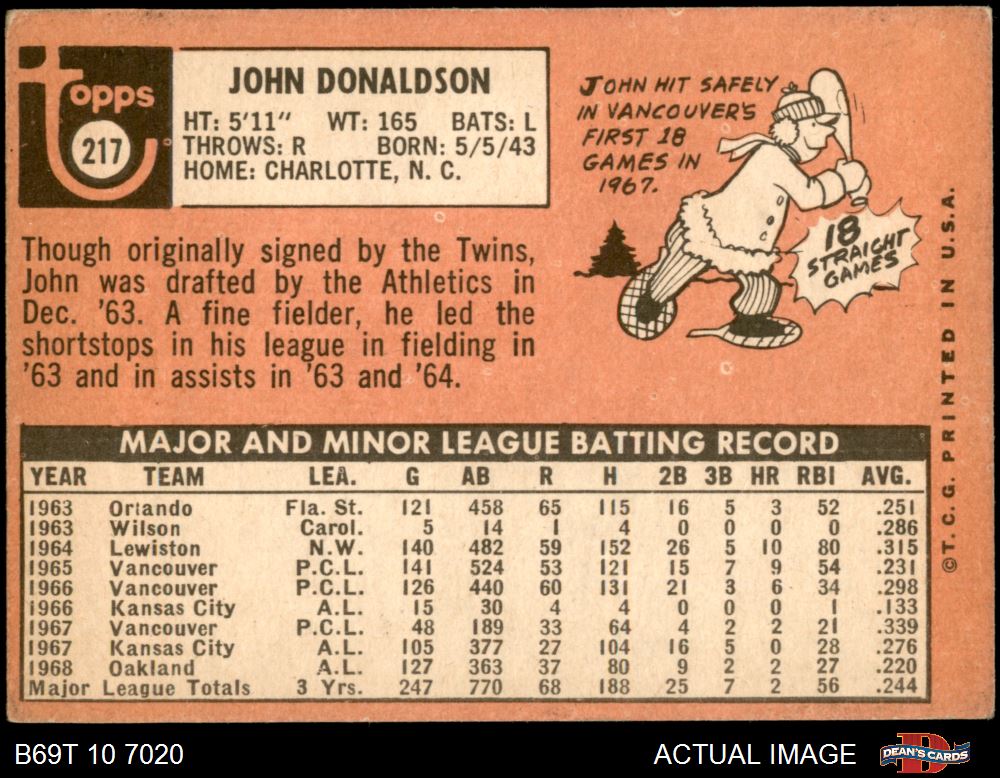 topps
217
JOHN DONALDSON
HT: 5'11" WT: 165 BATS: L
THROWS: R BORN: 5/5/43
HOME: CHARLOTTE, N. C.
JOHN HIT SAFELY
IN VANCOUVER'S
FIRST 18
GAMES IN
1967.
18
STRAIGHT
GAMES
Though originally signed by the Twins,
John was drafted by the Athletics in
Dec. '63. A fine fielder, he led the
shortstops in his league in fielding in
'63 and in assists in '63 and '64.
MAJOR AND MINOR LEAGUE BATTING RECORD
YEAR TEAM LEA. G AB R H 2B 3B HR RBI AVG.
1963 Orlando Fla. St. 121 458 65 115 16 5 3 52 .251
1963 Wilson Carol. 5 14 1 4 0 0 0 0 .286
1964 Lewiston N.W. 140 482 59 152 26 5 10 80 .315
1965 Vancouver P.C.L. 141 524 53 121 15 7 9 54 .231
1966 Vancouver P.C.L. 126 440 60 131 21 3 6 34 .298
1966 Kansas City A.L. 15 30 4 4 0 0 0 1 .133
1967 Vancouver P.C.L. 48 189 33 64 4 2 2 21 .339
1967 Kansas City A.L. 105 377 27 104 16 5 0 28 .276
1968 Oakland A.L. 127 363 37 80 9 2 2 27 .220
Major League Totals 3 Yrs. 247 770 68 188 25 7 2 56 .244
© T. C. G. PRINTED IN U.S.A.
B69T 10 7020
ACTUAL IMAGE
DEAN'S CARDS